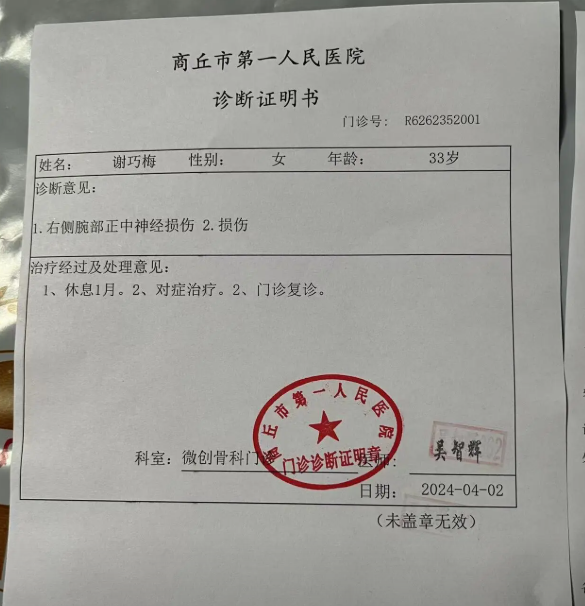 商丘市第一人民医院
诊断证明书
门诊号: R6262352001
姓名: 谢巧梅 性别: 女 年龄: 33岁
诊断意见:
1.右侧腕部正中神经损伤 2.损伤
治疗经过及处理意见:
1、休息1月。2、对症治疗。2、门诊复诊。
商丘市第一人民医院
门诊诊断证明章
科室: 微创骨科门诊 医师: 吴智辉
日期: 2024-04-02
(未盖章无效)